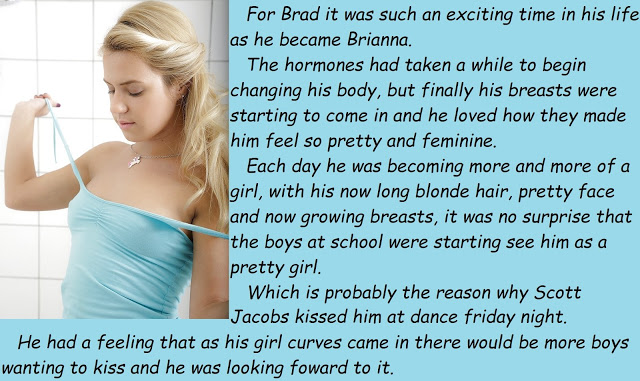 For Brad it was such an exciting time in his life
as he became Brianna.
The hormones had taken a while to begin
changing his body, but finally his breasts were
starting to come in and he loved how they made
him feel so pretty and feminine.
Each day he was becoming more and more of a
girl, with his now long blonde hair, pretty face
and now growing breasts, it was no surprise that
the boys at school were starting see him as a
pretty girl.
Which is probably the reason why Scott
Jacobs kissed him at dance friday night.
He had a feeling that as his girl curves came in there would be more boys
wanting to kiss and he was looking foward to it.